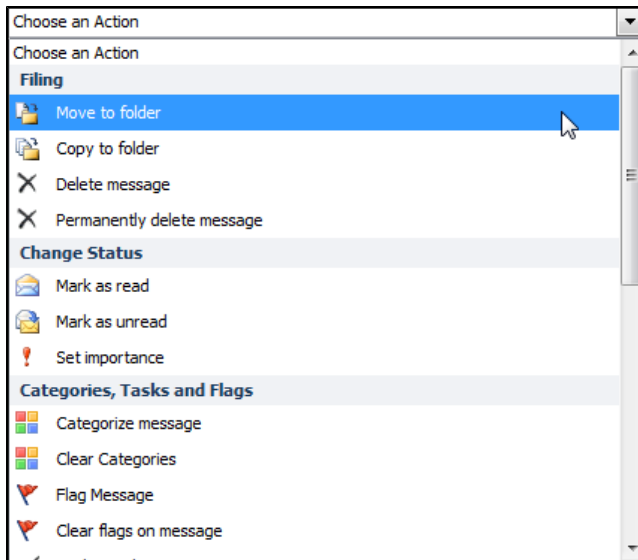 Choose an Action
Choose an Action
Filing
Move to folder
Copy to folder
Delete message
Permanently delete message
Change Status
Mark as read
Mark as unread
Set importance
Categories, Tasks and Flags
Categorize message
Clear Categories
Flag Message
Clear flags on message